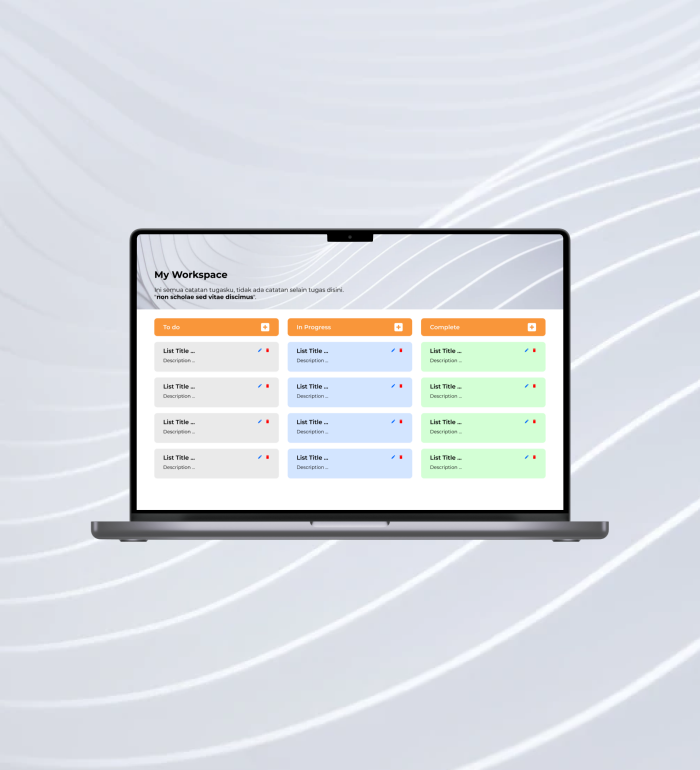 My Workspace
Ini semua catatan tugasku, tidak ada catatan selain tugas disini.
"non scholae sed vitae discimus".
To do
In Progress
Complete
List Title ...
Description ...
List Title ...
Description ...
List Title ...
Description ...
List Title ...
Description ...
List Title ...
Description ...
List Title ...
Description ...
List Title ...
Description ...
List Title ...
Description ...
List Title ...
Description ...
List Title ...
Description ...
List Title ...
Description ...
List Title ...
Description ...